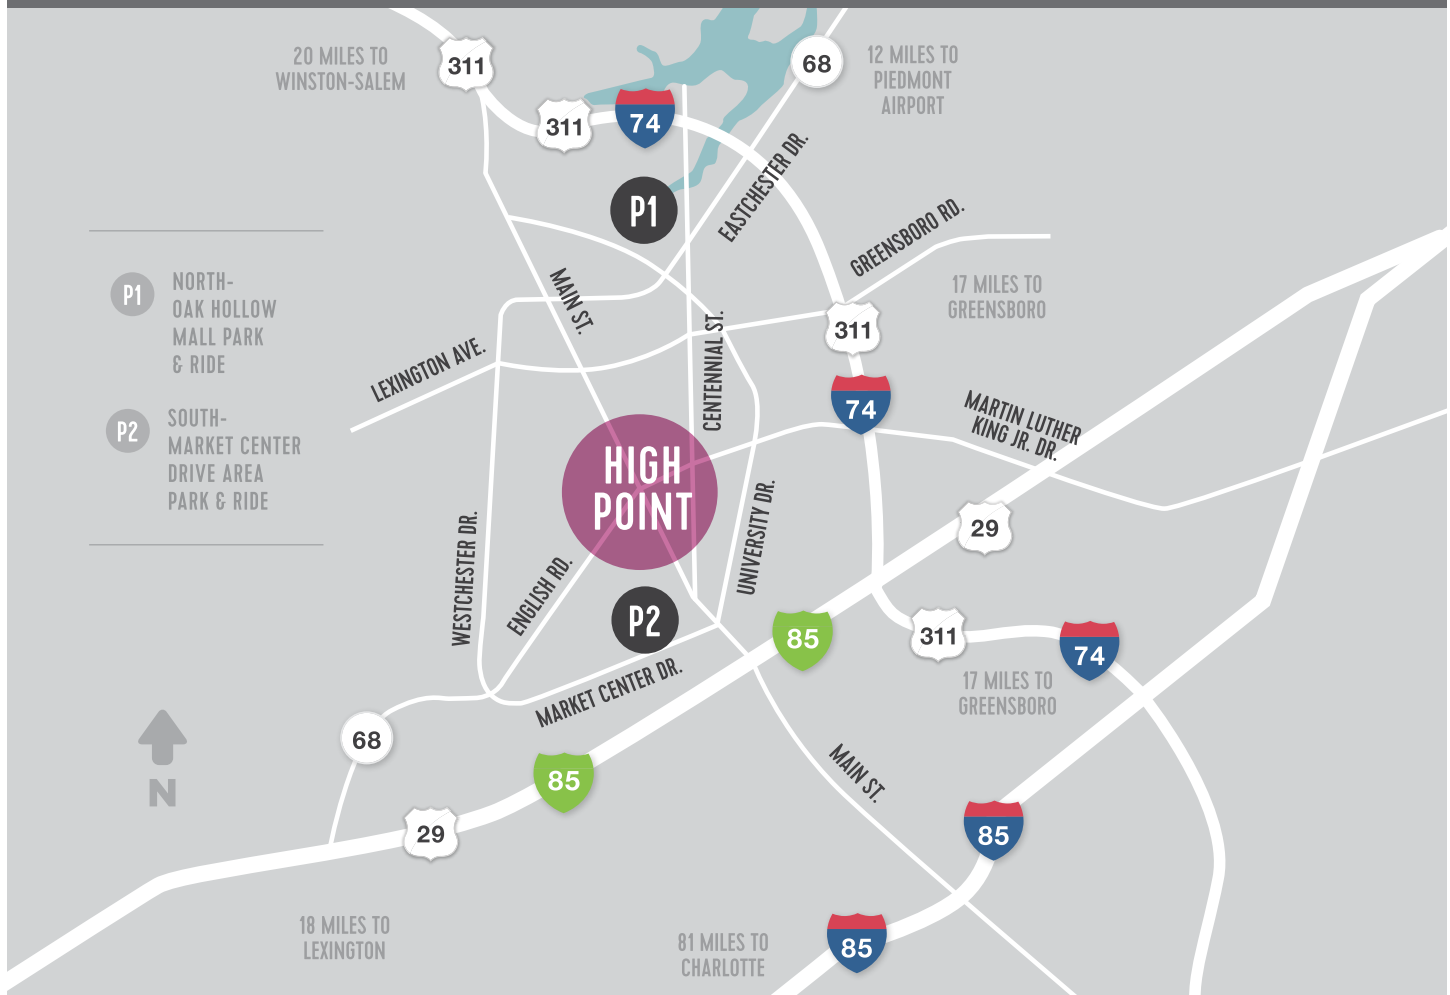 20 MILES TO
WINSTON-SALEM
311
311
74
68
12 MILES TO
PIEDMONT
AIRPORT
P1
EASTCHESTER DR.
GREENSBORO RD.
17 MILES TO
GREENSBORO
P1
NORTH-
OAK HOLLOW
MALL PARK
& RIDE
P2
SOUTH-
MARKET CENTER
DRIVE AREA
PARK & RIDE
MAIN ST.
LEXINGTON AVE.
CENTENNIAL ST.
311
74
MARTIN LUTHER
KING JR. DR.
HIGH
POINT
29
WESTCHESTER DR.
ENGLISH RD.
UNIVERSITY DR.
P2
85
311
74
17 MILES TO
GREENSBORO
MARKET CENTER DR.
68
N
85
29
MAIN ST.
85
18 MILES TO
LEXINGTON
81 MILES TO
CHARLOTTE
85